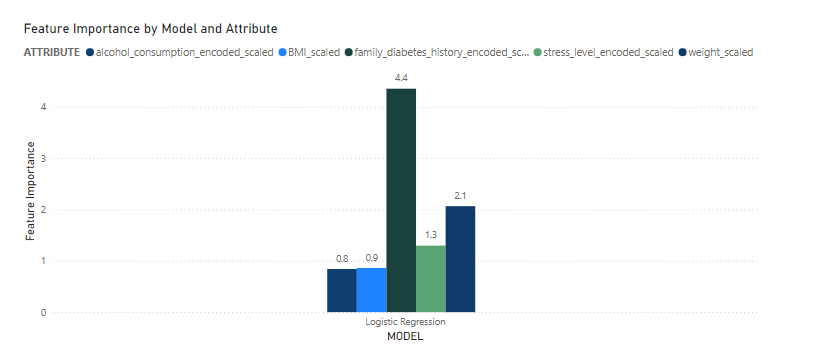 Feature Importance by Model and Attribute
ATTRIBUTE alcohol_consumption_encoded_scaled BMI_scaled family_diabetes_history_encoded_sc... stress_level_encoded_scaled weight_scaled
4.4
4
3
2.1
2
1.3
0.8 0.9
1
0
Feature Importance
Logistic Regression
MODEL